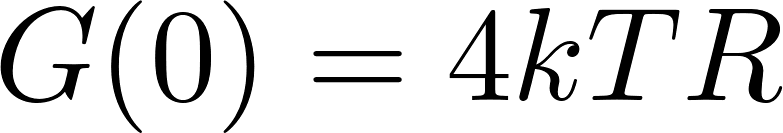 G(0) = 4kTR